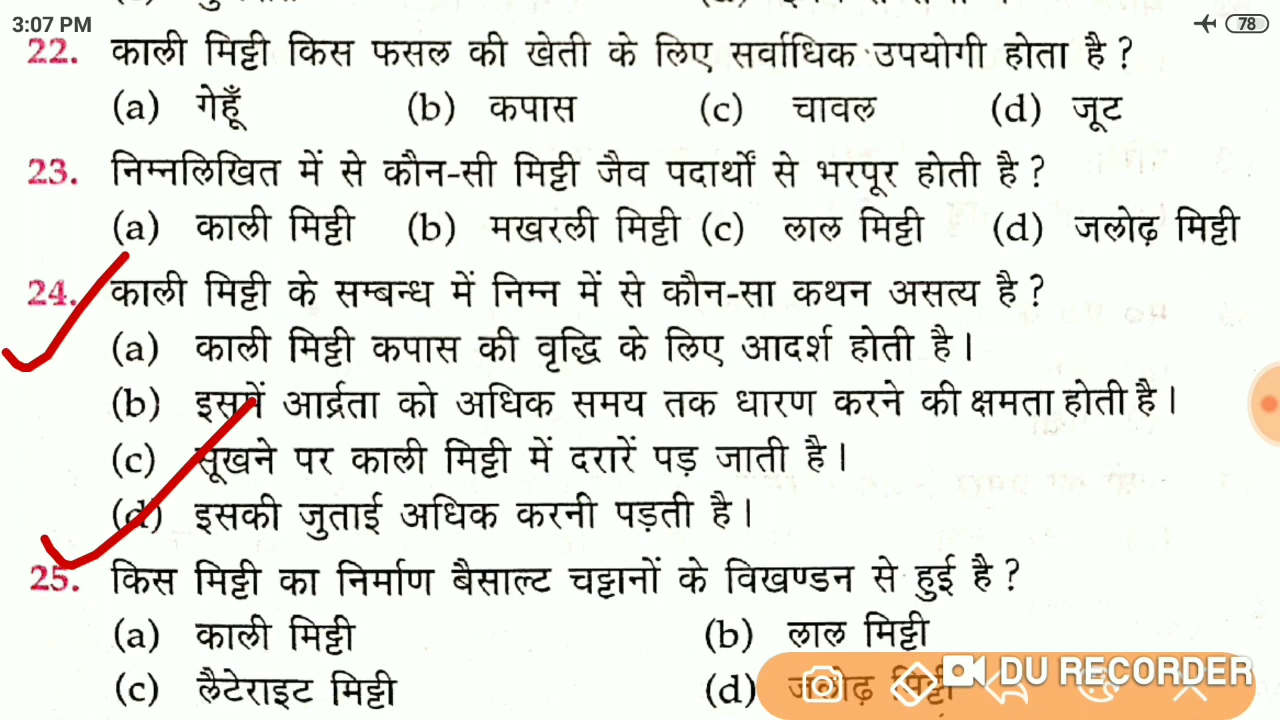 3:07 PM
78
22. काली मिट्टी किस फसल की खेती के लिए सर्वाधिक उपयोगी होता है ?
(a) गेहूँ (b) कपास (c) चावल (d) जूट
23. निम्नलिखित में से कौन-सी मिट्टी जैव पदार्थों से भरपूर होती है ?
(a) काली मिट्टी (b) मखरली मिट्टी (c) लाल मिट्टी (d) जलोढ़ मिट्टी
24. काली मिट्टी के सम्बन्ध में निम्न में से कौन-सा कथन असत्य है ?
(a) काली मिट्टी कपास की वृद्धि के लिए आदर्श होती है।
(b) इसमें आर्द्रता को अधिक समय तक धारण करने की क्षमता होती है।
(c) सूखने पर काली मिट्टी में दरारें पड़ जाती है।
(d) इसकी जुताई अधिक करनी पड़ती है।
25. किस मिट्टी का निर्माण बैसाल्ट चट्टानों के विखण्डन से हुई है ?
(a) काली मिट्टी (b) लाल मिट्टी
(c) लैटेराइट मिट्टी (d) जलोढ़ मिट्टी
DU RECORDER